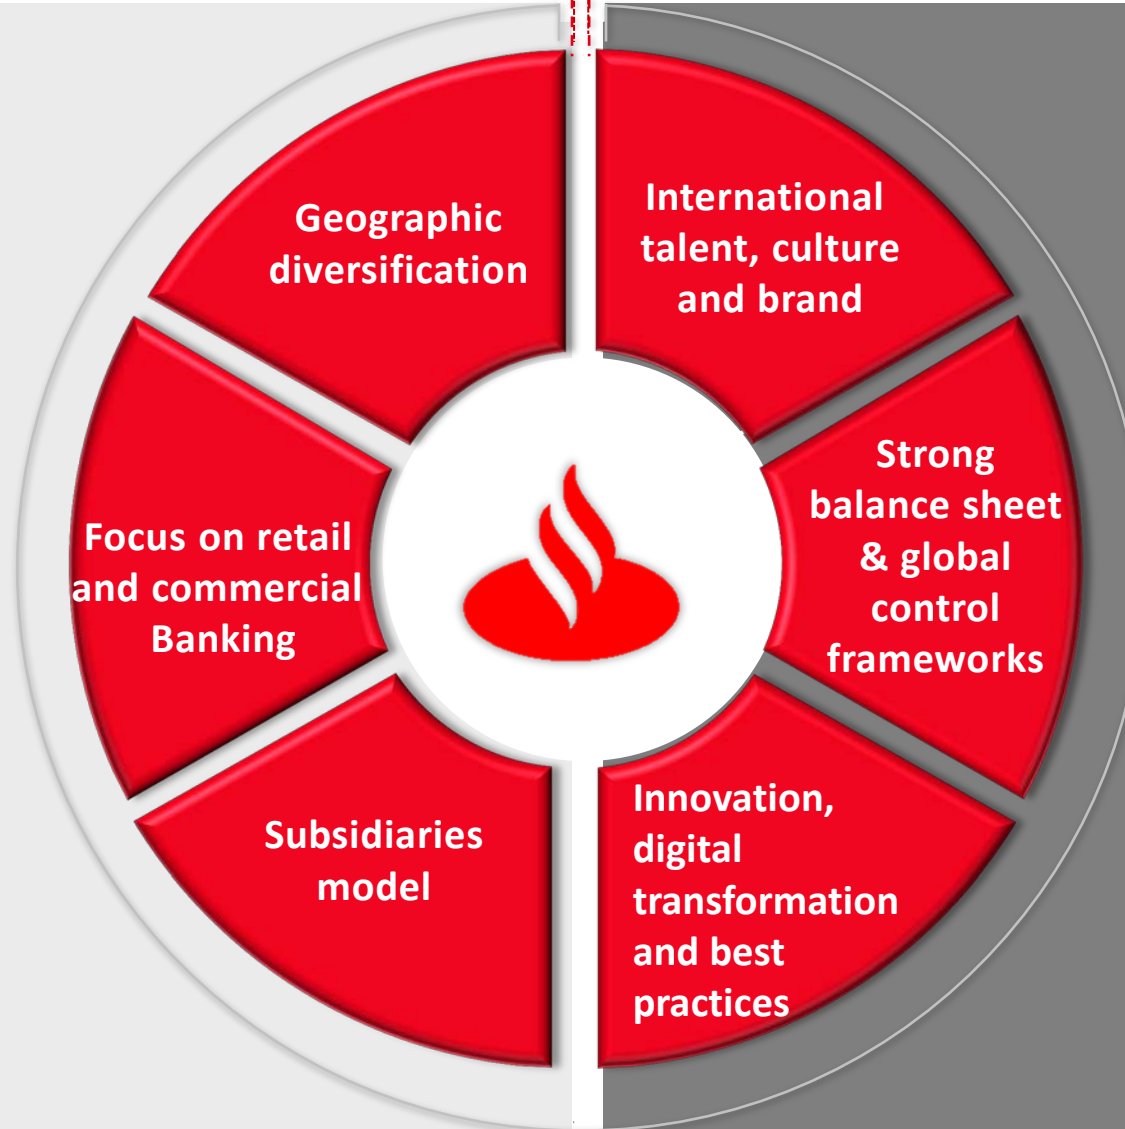 Geographic
diversification
International
talent, culture
and brand
Focus on retail
and commercial
Banking
Strong
balance sheet
& global
control
frameworks
Subsidiaries
model
Innovation,
digital
transformation
and best
practices